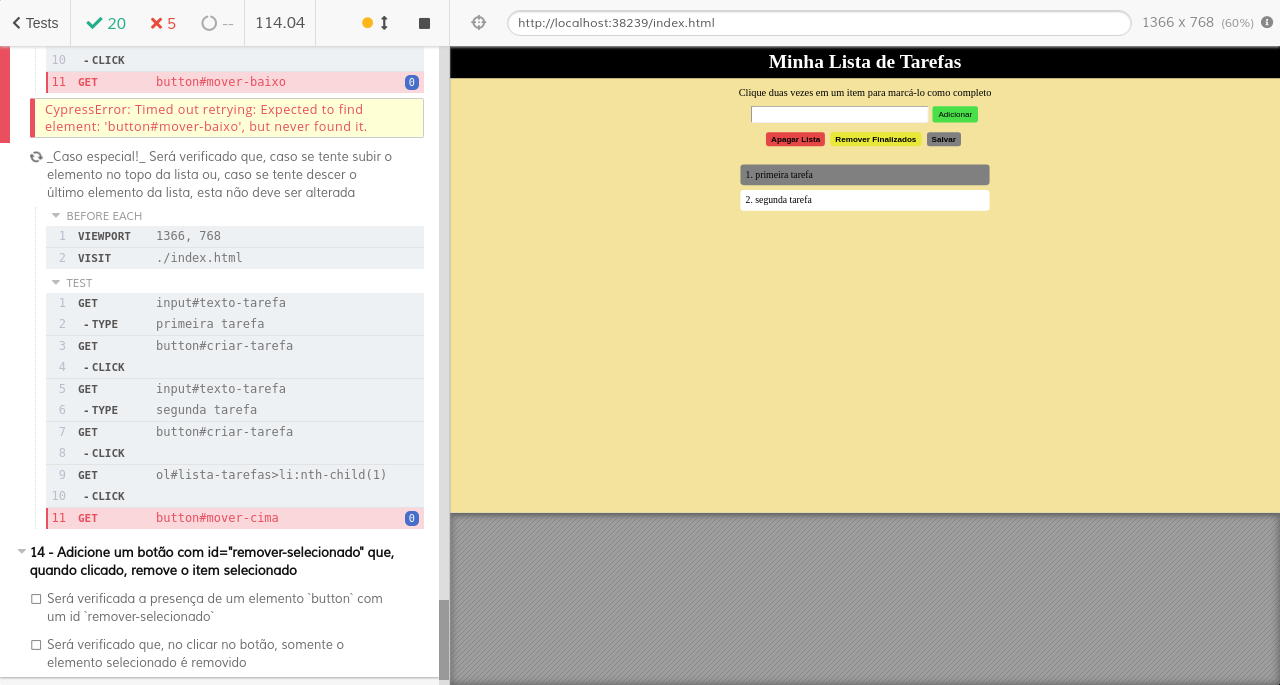 Tests
20
5
--
114.04
http://localhost:38239/index.html
1366 x 768 (60%)
10 - CLICK
11 GET button#mover-baixo 0
CypressError: Timed out retrying: Expected to find
element: 'button#mover-baixo', but never found it.
_Caso especial!_ Será verificado que, caso se tente subir o
elemento no topo da lista ou, caso se tente descer o
último elemento da lista, esta não deve ser alterada
BEFORE EACH
1 VIEWPORT 1366, 768
2 VISIT ./index.html
TEST
1 GET input#texto-tarefa
2 - TYPE primeira tarefa
3 GET button#criar-tarefa
4 - CLICK
5 GET input#texto-tarefa
6 - TYPE segunda tarefa
7 GET button#criar-tarefa
8 - CLICK
9 GET ol#lista-tarefas>li:nth-child(1)
10 - CLICK
11 GET button#mover-cima 0
14 - Adicione um botão com id="remover-selecionado" que,
quando clicado, remove o item selecionado
Será verificada a presença de um elemento `button` com
um id `remover-selecionado`
Será verificado que, no clicar no botão, somente o
elemento selecionado é removido
Minha Lista de Tarefas
Clique duas vezes em um item para marcá-lo como completo
Adicionar
Apagar Lista Remover Finalizados Salvar
1. primeira tarefa
2. segunda tarefa